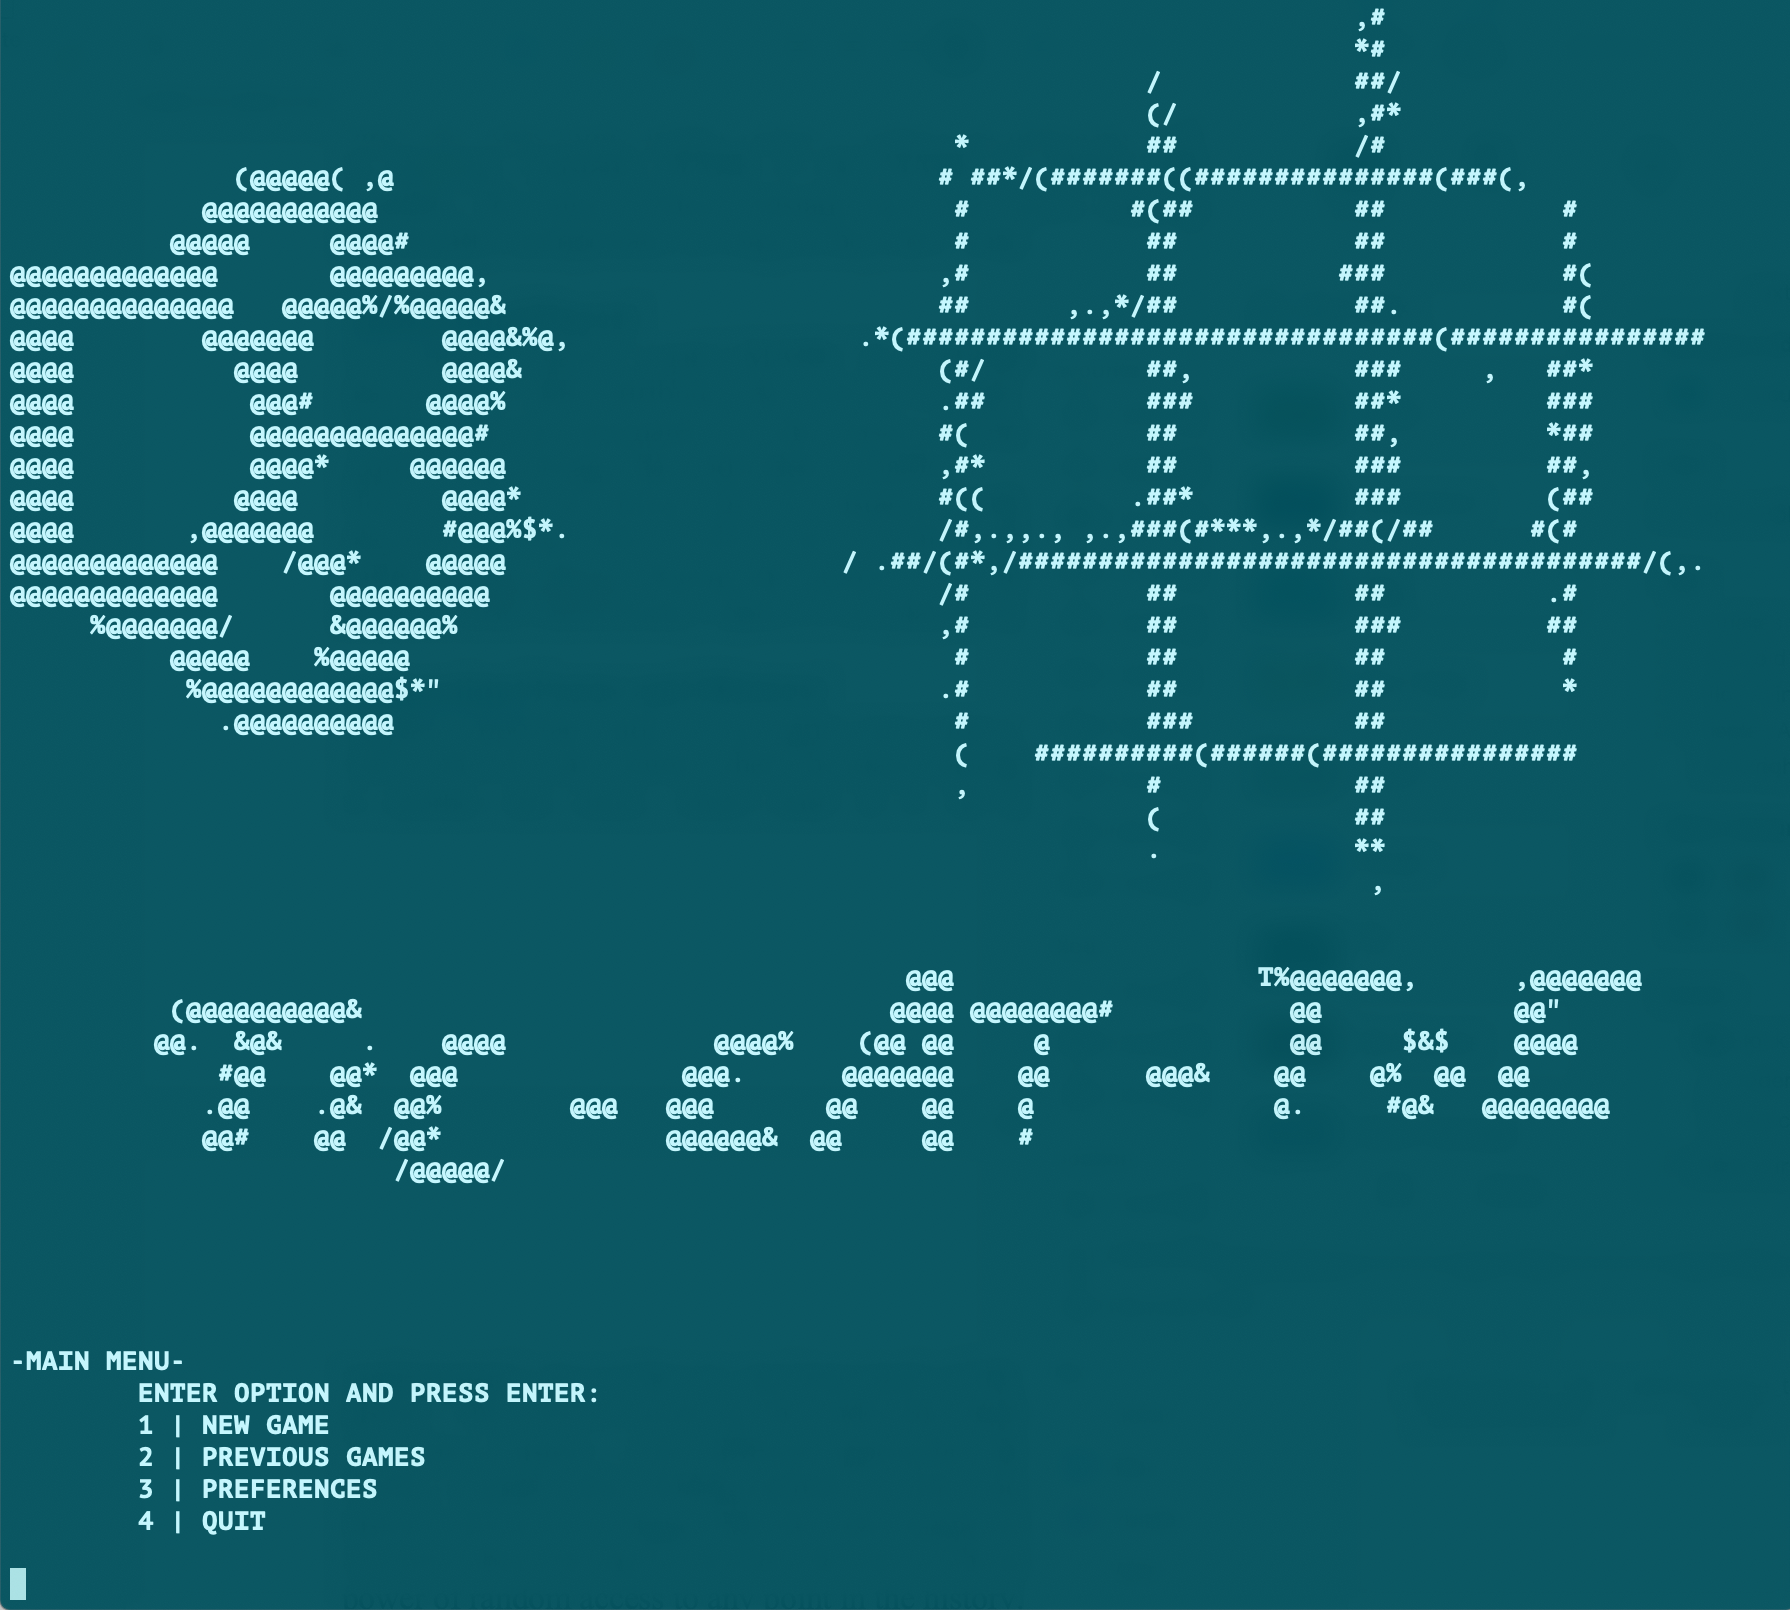 -MAIN MENU-
ENTER OPTION AND PRESS ENTER:
1 | NEW GAME
2 | PREVIOUS GAMES
3 | PREFERENCES
4 | QUIT